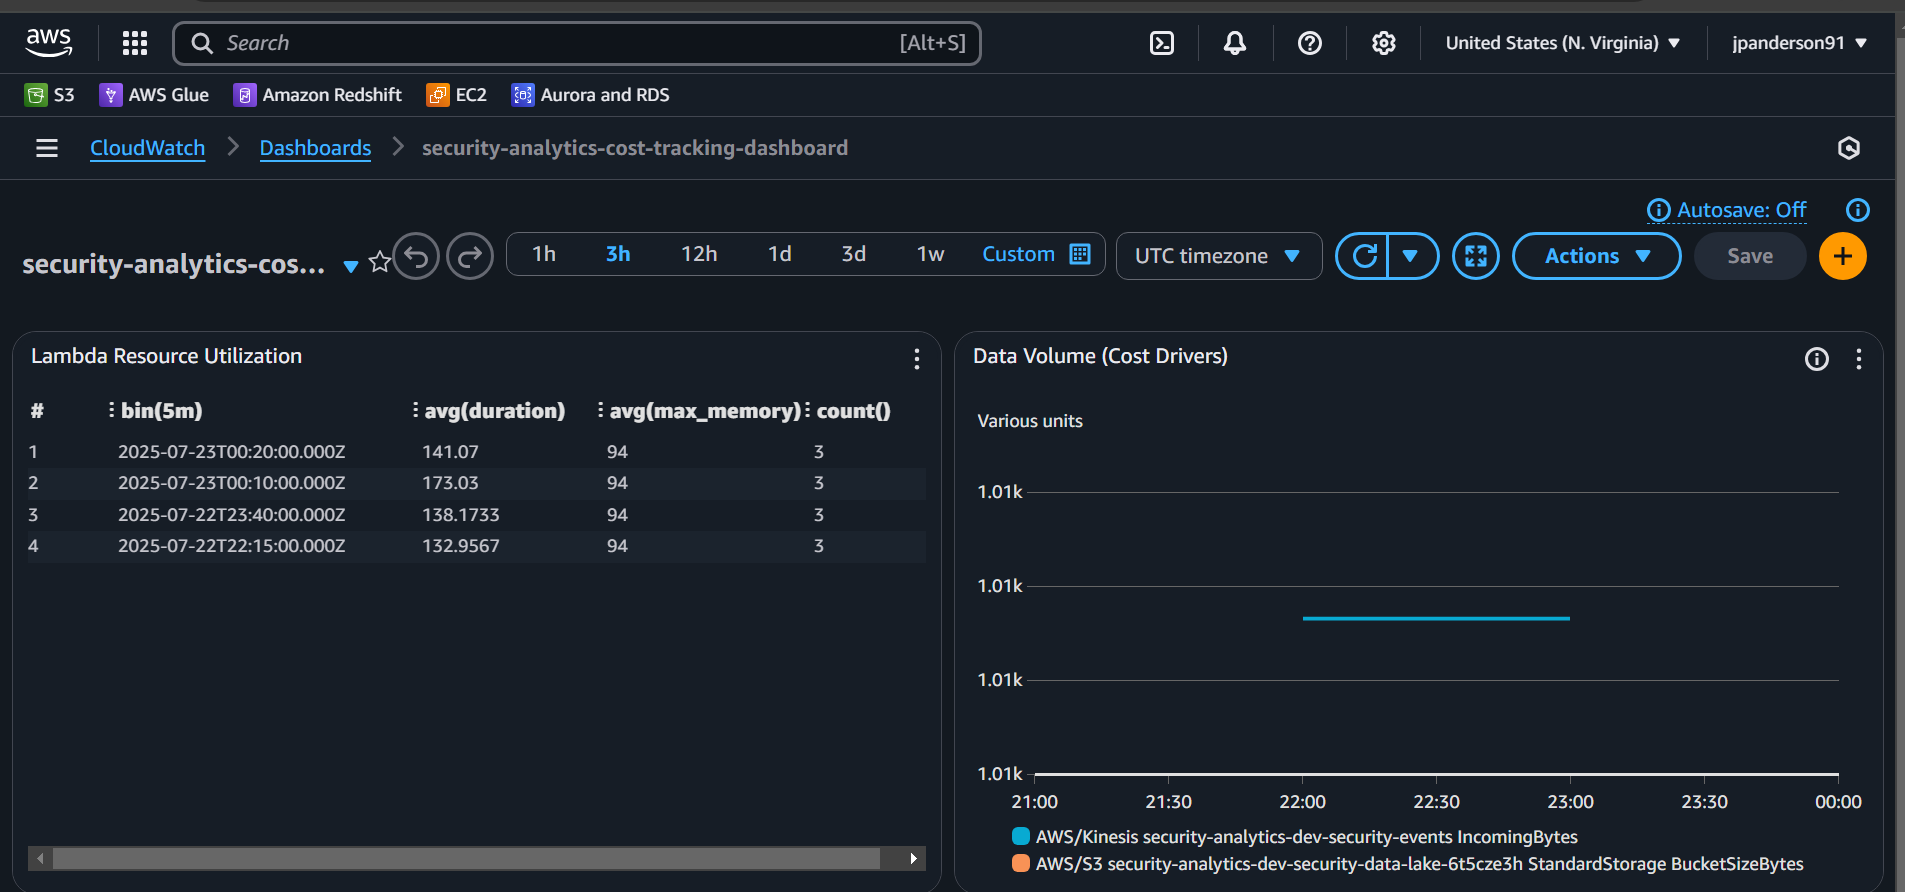 aws Search [Alt+S] United States (N. Virginia) jpanderson91
S3 AWS Glue Amazon Redshift EC2 Aurora and RDS
CloudWatch Dashboards security-analytics-cost-tracking-dashboard
Autosave: Off
security-analytics-cos... 1h 3h 12h 1d 3d 1w Custom UTC timezone Actions Save
Lambda Resource Utilization
# bin(5m) avg(duration) avg(max_memory) count()
1 2025-07-23T00:20:00.000Z 141.07 94 3
2 2025-07-23T00:10:00.000Z 173.03 94 3
3 2025-07-22T23:40:00.000Z 138.1733 94 3
4 2025-07-22T22:15:00.000Z 132.9567 94 3
Data Volume (Cost Drivers)
Various units
1.01k
1.01k
1.01k
1.01k
21:00 21:30 22:00 22:30 23:00 23:30 00:00
AWS/Kinesis security-analytics-dev-security-events IncomingBytes
AWS/S3 security-analytics-dev-security-data-lake-6t5cze3h StandardStorage BucketSizeBytes